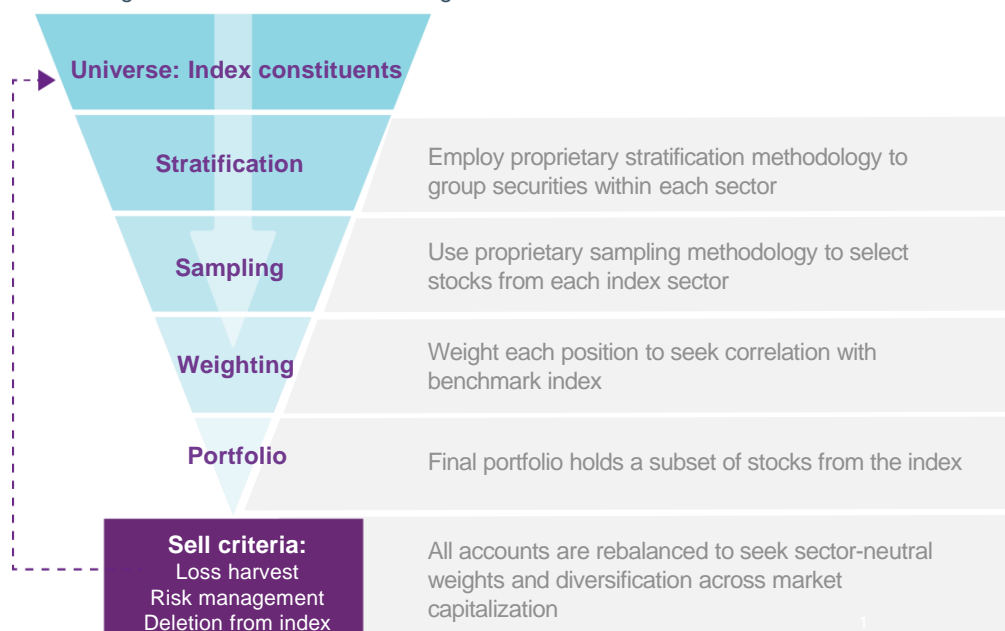 Universe: Index constituents
Stratification
Employ proprietary stratification methodology to
group securities within each sector
Sampling
Use proprietary sampling methodology to select
stocks from each index sector
Weighting
Weight each position to seek correlation with
benchmark index
Portfolio
Final portfolio holds a subset of stocks from the index
Sell criteria:
Loss harvest
Risk management
Deletion from index
All accounts are rebalanced to seek sector-neutral
weights and diversification across market
capitalization
1